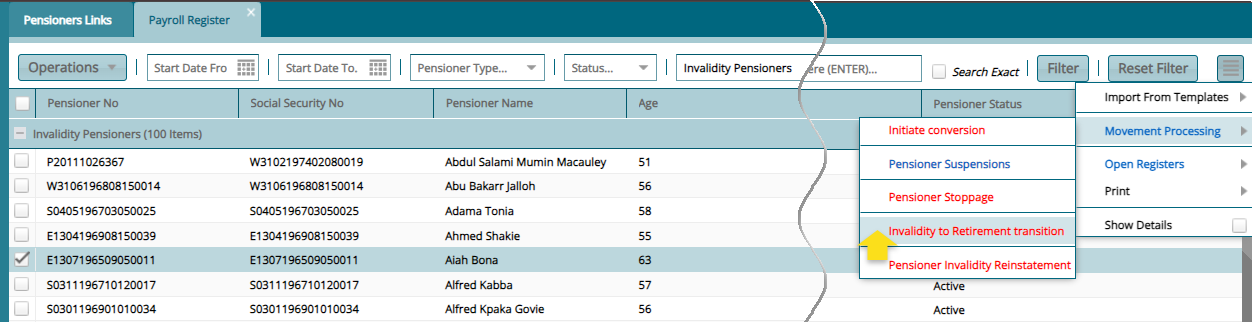 Pensioners Links
Payroll Register
Operations
Start Date Fro
Start Date To.
Pensioner Type...
Status...
Invalidity Pensioners
ere (ENTER)...
Search Exact
Filter
Reset Filter
Pensioner No Social Security No Pensioner Name Age Pensioner Status
Invalidity Pensioners (100 Items)
P20111026367 W3102197402080019 Abdul Salami Mumin Macauley 51
W3106196808150014 W3106196808150014 Abu Bakarr Jalloh 56
S0405196703050025 S0405196703050025 Adama Tonia 58
E1304196908150039 E1304196908150039 Ahmed Shakie 55
E1307196509050011 E1307196509050011 Aiah Bona 63
S0311196710120017 S0311196710120017 Alfred Kabba 57 Active
S0301196901010034 S0301196901010034 Alfred Kpaka Govie 56 Active
Import From Templates
Movement Processing
Open Registers
Print
Show Details
Initiate conversion
Pensioner Suspensions
Pensioner Stoppage
Invalidity to Retirement transition
Pensioner Invalidity Reinstatement